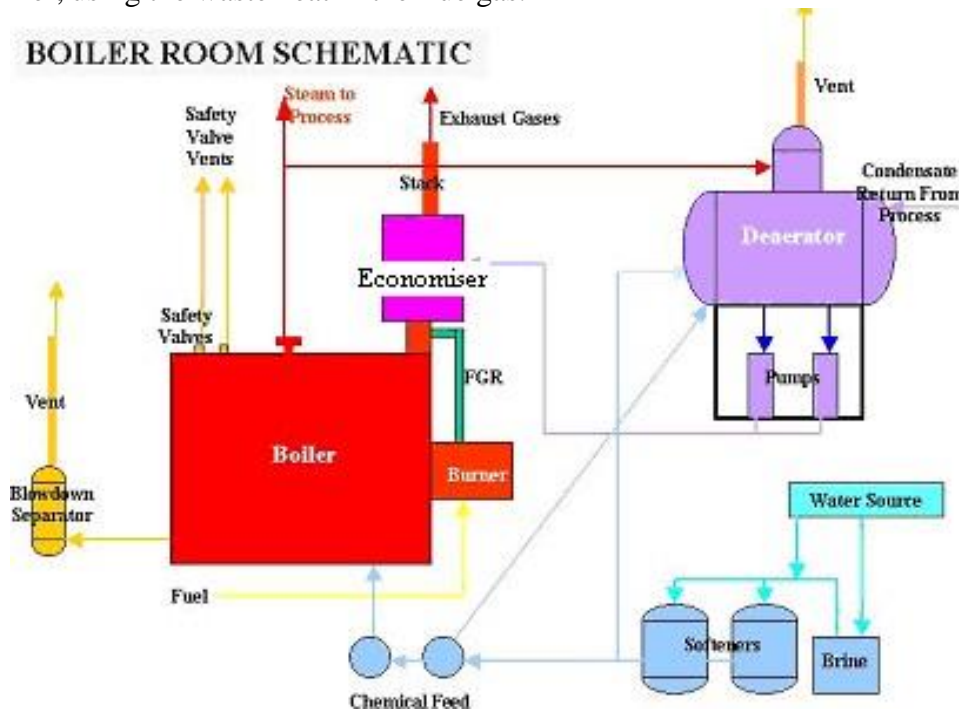 BOILER ROOM SCHEMATIC
Steam to
Process
Safety
Valve
Vents
Exhaust Gases
Vent
Stack
Condensate
Return From
Process
Deaerator
Economiser
Safety
Valves
FGR
Pumps
Vent
Boiler
Burner
Blowdown
Separator
Water Source
Fuel
Softeners
Brine
Chemical Feed